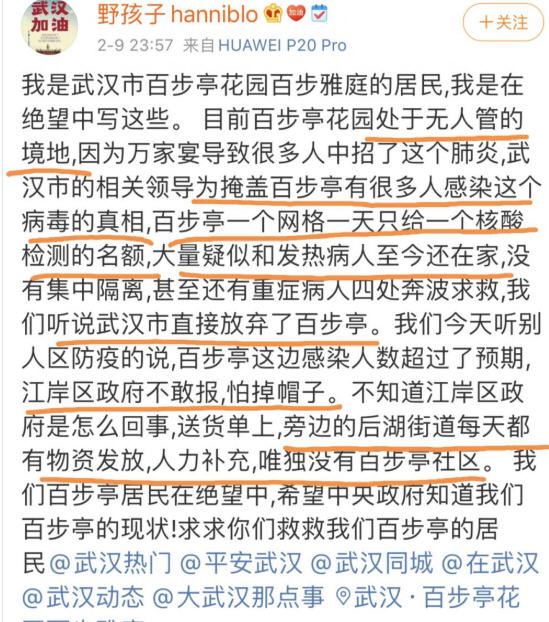 武汉
加油
野孩子hanniblo
加油
+关注
2-9 23:57 来自HUAWEI P20 Pro
我是武汉市百步亭花园百步雅庭的居民,我是在
绝望中写这些。 目前百步亭花园处于无人管的
境地,因为万家宴导致很多人中招了这个肺炎,武
汉市的相关领导为掩盖百步亭有很多人感染这个
病毒的真相,百步亭一个网格一天只给一个核酸
检测的名额,大量疑似和发热病人至今还在家,没
有集中隔离,甚至还有重症病人四处奔波求救,我
们听说武汉市直接放弃了百步亭。我们今天听别
人区防疫的说,百步亭这边感染人数超过了预期,
江岸区政府不敢报,怕掉帽子。不知道江岸区政
府是怎么回事,送货单上,旁边的后湖街道每天都
有物资发放,人力补充,唯独没有百步亭社区。 我
们百步亭居民在绝望中,希望中央政府知道我们
百步亭的现状!求求你们救救我们百步亭的居
民@武汉热门 @平安武汉 @武汉同城 @在武汉
@武汉动态 @大武汉那点事 武汉·百步亭花